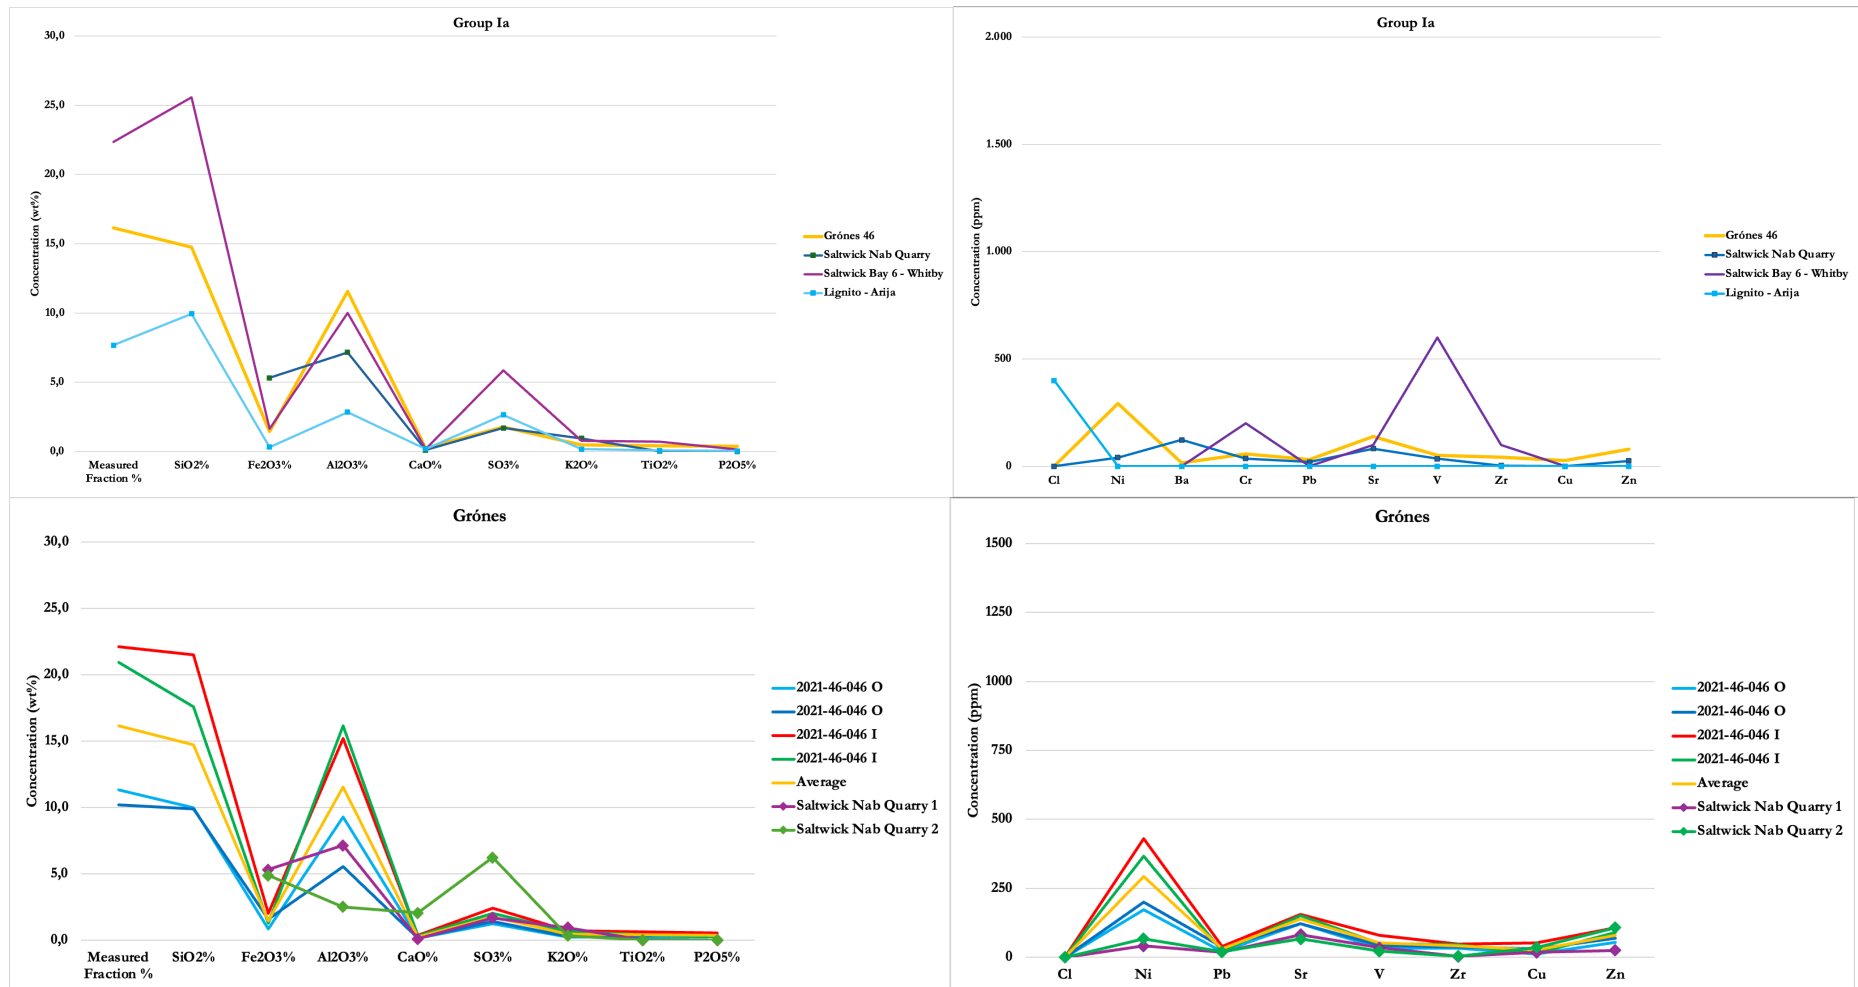 Group Ia
30,0
25,0
20,0
15,0
10,0
5,0
0,0
Concentration (wt%)
Measured Fraction % SiO2% Fe2O3% Al2O3% CaO% SO3% K2O% TiO2% P2O5%
Grónes 46
Saltwick Nab Quarry
Saltwick Bay 6 - Whitby
Lignito - Arija
Group Ia
2.000
1.500
1.000
500
0
Concentration (ppm)
Cl Ni Ba Cr Pb Sr V Zr Cu Zn
Grónes 46
Saltwick Nab Quarry
Saltwick Bay 6 - Whitby
Lignito - Arija
Grónes
30,0
25,0
20,0
15,0
10,0
5,0
0,0
Concentration (wt%)
Measured Fraction % SiO2% Fe2O3% Al2O3% CaO% SO3% K2O% TiO2% P2O5%
2021-46-046 O
2021-46-046 O
2021-46-046 I
2021-46-046 I
Average
Saltwick Nab Quarry 1
Saltwick Nab Quarry 2
Grónes
1500
1250
1000
750
500
250
0
Concentration (ppm)
Cl Ni Pb Sr V Zr Cu Zn
2021-46-046 O
2021-46-046 O
2021-46-046 I
2021-46-046 I
Average
Saltwick Nab Quarry 1
Saltwick Nab Quarry 2